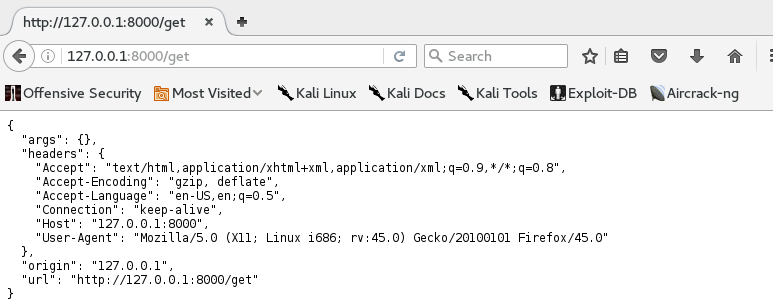 http://127.0.0.1:8000/get
127.0.0.1:8000/get Search
Offensive Security Most Visited Kali Linux Kali Docs Kali Tools Exploit-DB Aircrack-ng
{
  "args": {},
  "headers": {
    "Accept": "text/html,application/xhtml+xml,application/xml;q=0.9,*/*;q=0.8",
    "Accept-Encoding": "gzip, deflate",
    "Accept-Language": "en-US,en;q=0.5",
    "Connection": "keep-alive",
    "Host": "127.0.0.1:8000",
    "User-Agent": "Mozilla/5.0 (X11; Linux i686; rv:45.0) Gecko/20100101 Firefox/45.0"
  },
  "origin": "127.0.0.1",
  "url": "http://127.0.0.1:8000/get"
}